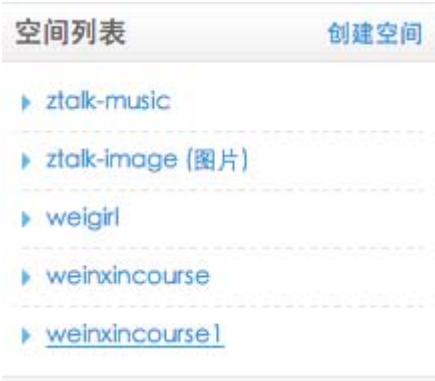 空间列表 创建空间
ztalk-music
ztalk-image (图片)
weigirl
weinxincourse
weinxincourse1